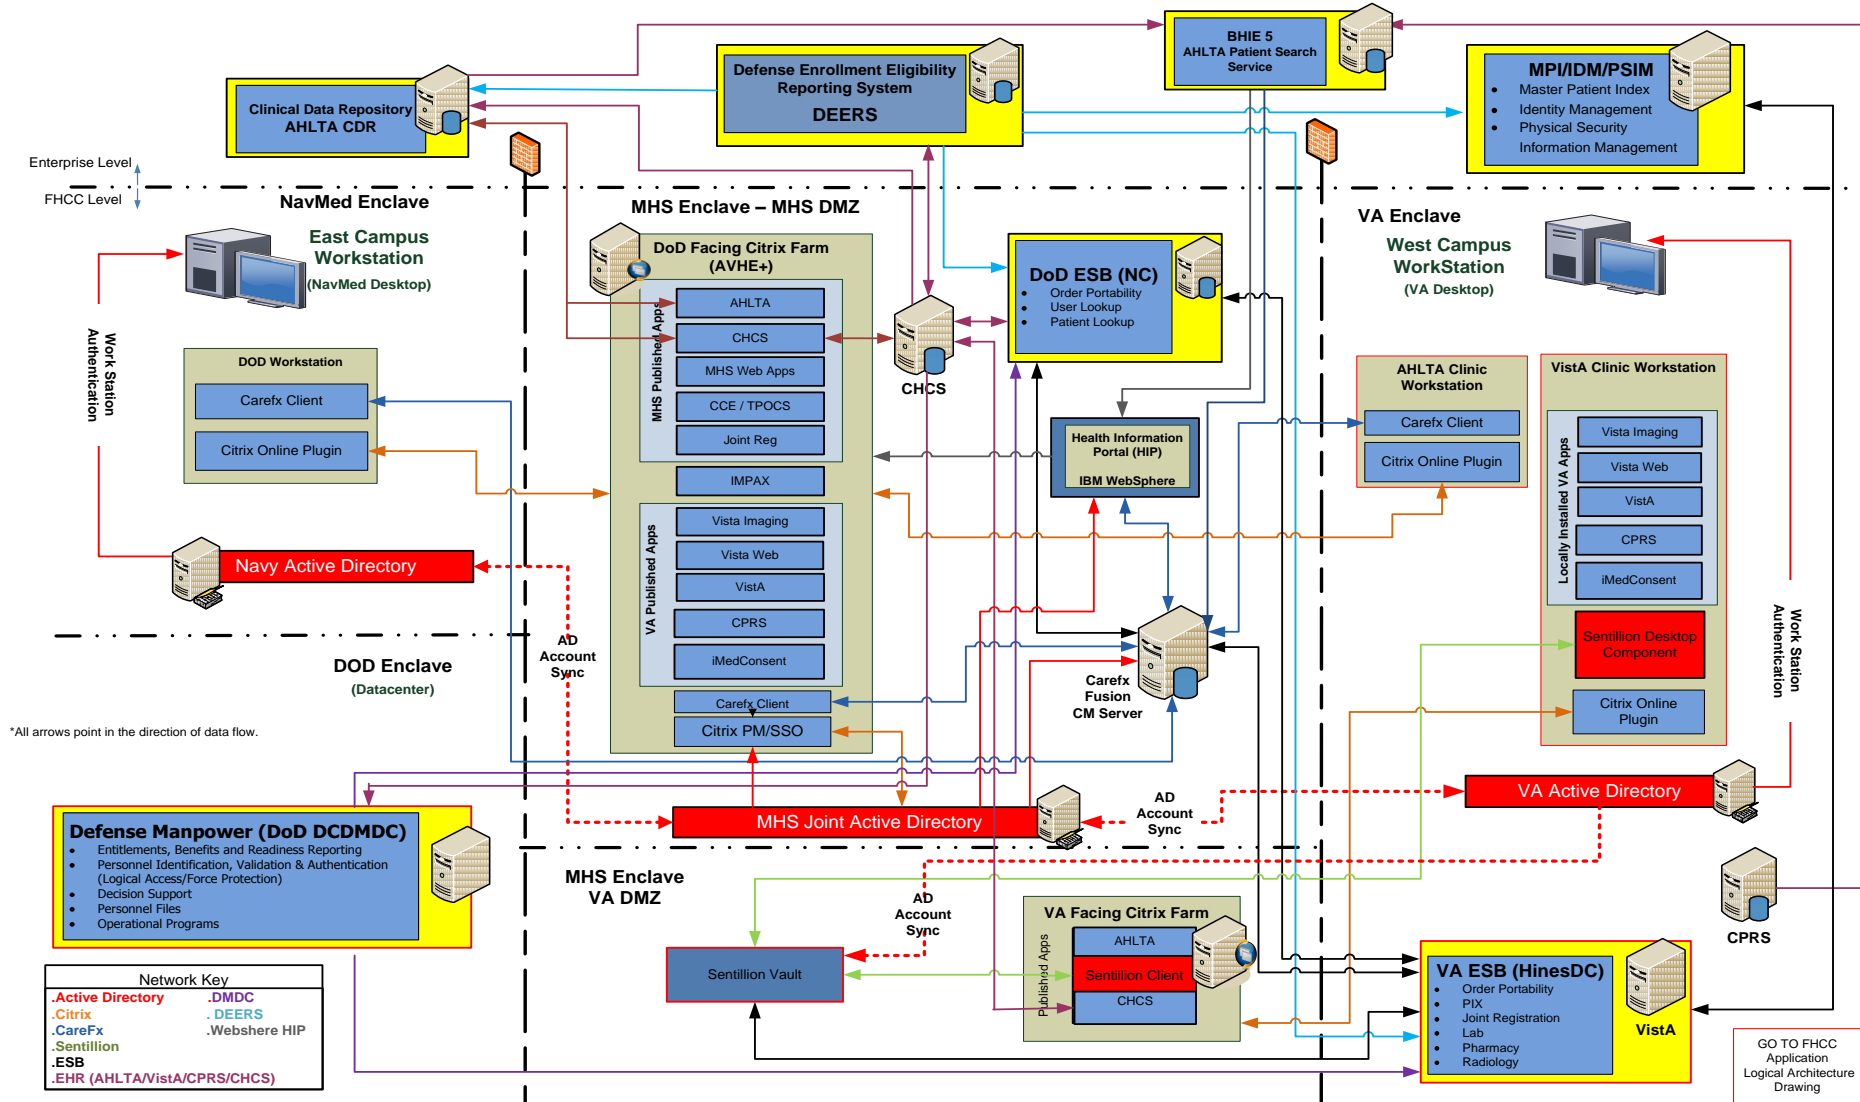 BHIE 5
AHLTA Patient Search
Service
Defense Enrollment Eligibility
Reporting System
DEERS
MPI/IDM/PSIM
• Master Patient Index
• Identity Management
• Physical Security
Information Management
Clinical Data Repository
AHLTA CDR
Enterprise Level
FHCC Level
NavMed Enclave
East Campus
Workstation
(NavMed Desktop)
MHS Enclave – MHS DMZ
DoD Facing Citrix Farm
(AVHE+)
MHS Published Apps
AHLTA
CHCS
MHS Web Apps
CCE / TPOCS
Joint Reg
IMPAX
VA Published Apps
Vista Imaging
Vista Web
VistA
CPRS
iMedConsent
Carefx Client
Citrix PM/SSO
CHCS
DoD ESB (NC)
• Order Portability
• User Lookup
• Patient Lookup
Health Information
Portal (HIP)
IBM WebSphere
Carefx
Fusion
CM Server
VA Enclave
West Campus
WorkStation
(VA Desktop)
AHLTA Clinic
Workstation
Carefx Client
Citrix Online Plugin
VistA Clinic Workstation
Locally Installed VA Apps
Vista Imaging
Vista Web
VistA
CPRS
iMedConsent
Sentillion Desktop
Component
Citrix Online
Plugin
Work Station
Authentication
Work Station
Authentication
DOD Workstation
Carefx Client
Citrix Online Plugin
Navy Active Directory
AD
Account
Sync
DOD Enclave
(Datacenter)
*All arrows point in the direction of data flow.
MHS Joint Active Directory
AD
Account
Sync
VA Active Directory
Defense Manpower (DoD DCDMDC)
• Entitlements, Benefits and Readiness Reporting
• Personnel Identification, Validation & Authentication
(Logical Access/Force Protection)
• Decision Support
• Personnel Files
• Operational Programs
MHS Enclave
VA DMZ
AD
Account
Sync
Sentillion Vault
VA Facing Citrix Farm
Published Apps
AHLTA
Sentillion Client
CHCS
CPRS
VA ESB (HinesDC)
• Order Portability
• PIX
• Joint Registration
• Lab
• Pharmacy
• Radiology
VistA
Network Key
.Active Directory
.DMDC
.Citrix
. DEERS
.CareFx
.Webshere HIP
.Sentillion
.ESB
.EHR (AHLTA/VistA/CPRS/CHCS)
GO TO FHCC
Application
Logical Architecture
Drawing